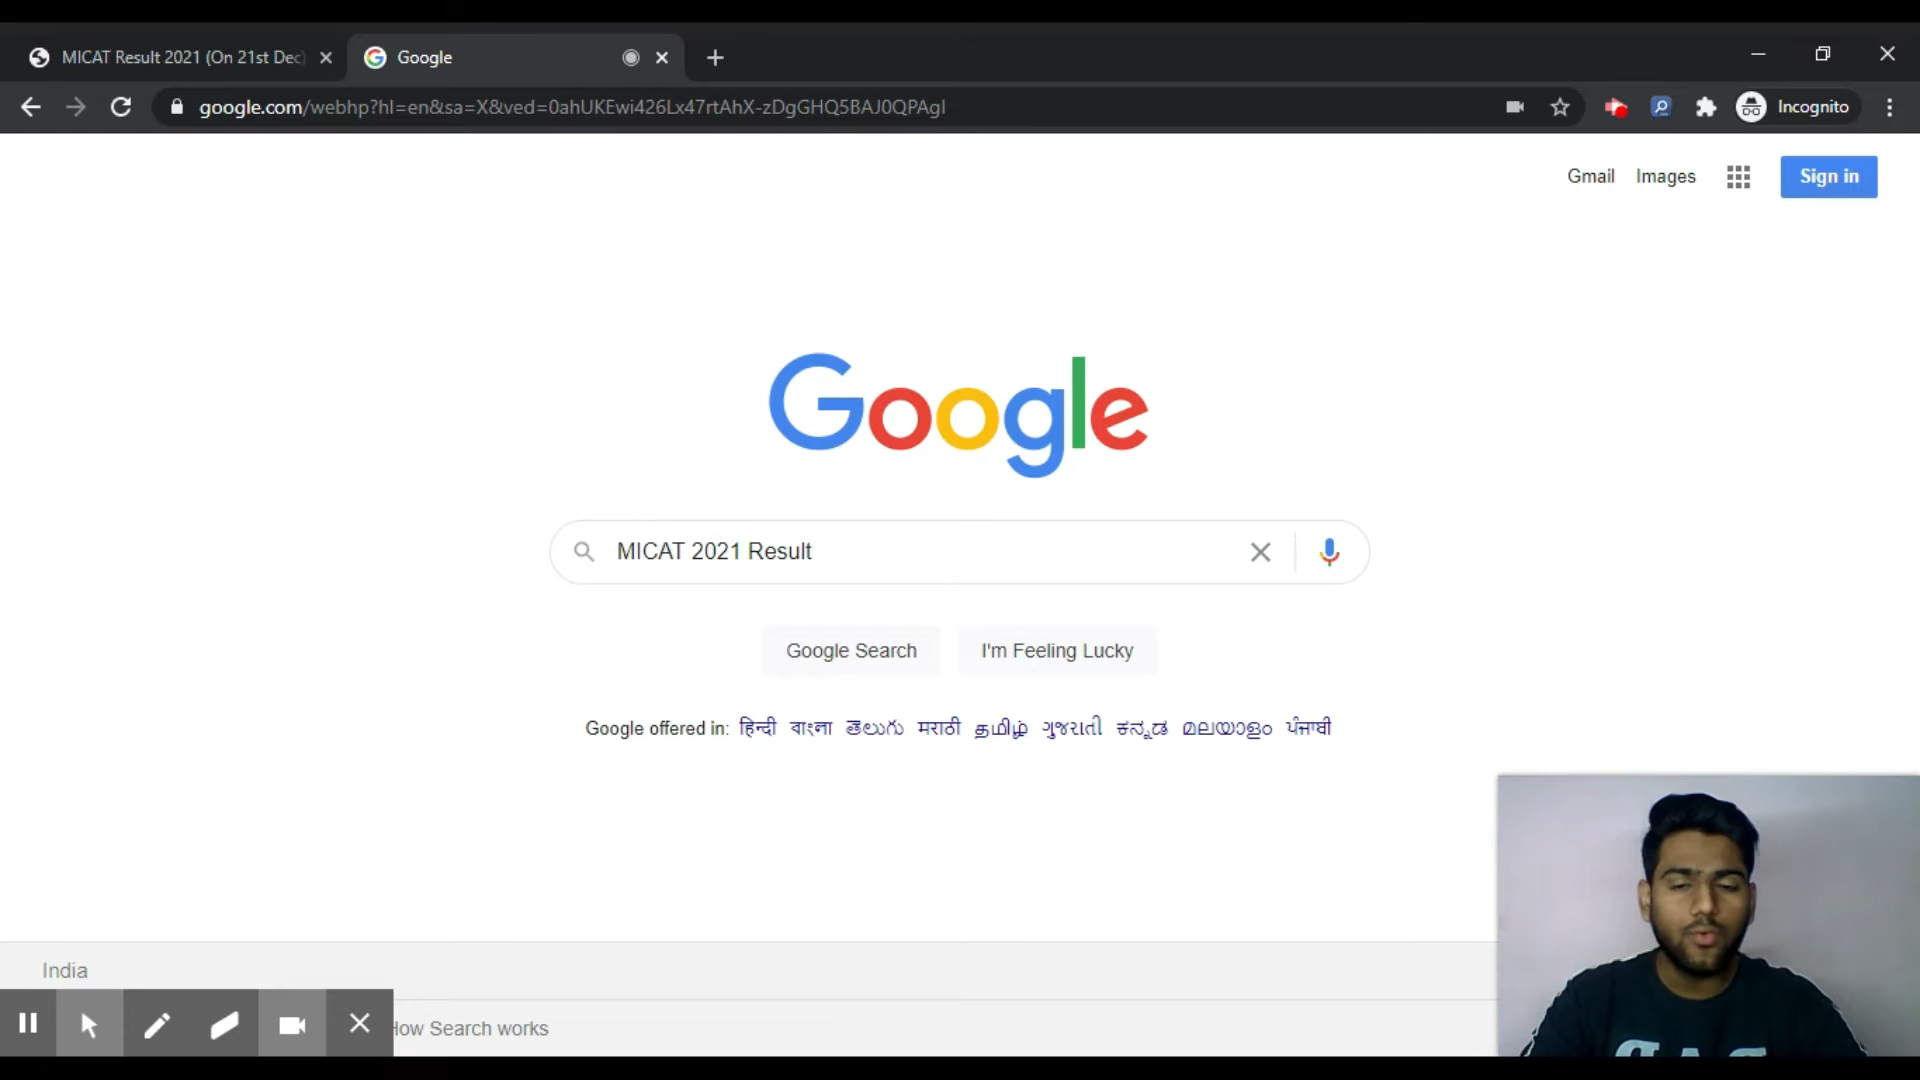 MICAT Result 2021 (On 21st Dec)
Google
google.com/webhp?hl=en&sa=X&ved=0ahUKEwi426Lx47rtAhX-zDgGHQ5BAJ0QPAgI
Incognito
Gmail Images
Sign in
Google
MICAT 2021 Result
Google Search
I'm Feeling Lucky
Google offered in: हिन्दी বাংলা తెలుగు मराठी தமிழ் ગુજરાતી ಕನ್ನಡ മലയാളം ਪੰਜਾਬੀ
India
How Search works